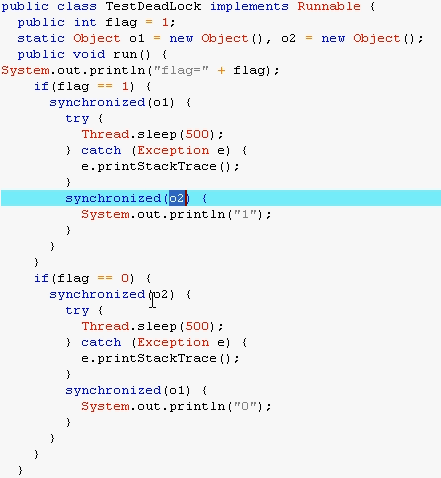 public class TestDeadLock implements Runnable {
  public int flag = 1;
  static Object o1 = new Object(), o2 = new Object();
  public void run() {
System.out.println("flag=" + flag);
    if(flag == 1) {
      synchronized(o1) {
        try {
          Thread.sleep(500);
        } catch (Exception e) {
          e.printStackTrace();
        }
        synchronized(o2) {
          System.out.println("1");
        }
      }
    }
    if(flag == 0) {
      synchronized(o2) {
        try {
          Thread.sleep(500);
        } catch (Exception e) {
          e.printStackTrace();
        }
        synchronized(o1) {
          System.out.println("0");
        }
      }
    }
  }